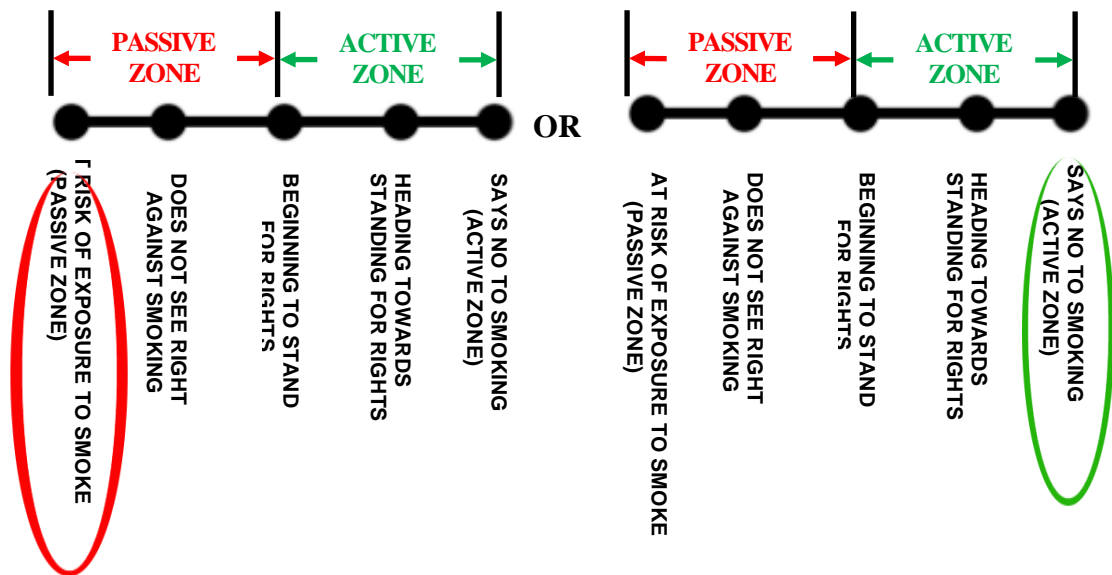 PASSIVE
ZONE
ACTIVE
ZONE
RISK OF EXPOSURE TO SMOKE
(PASSIVE ZONE)
DOES NOT SEE RIGHT
AGAINST SMOKING
BEGINNING TO STAND
FOR RIGHTS
HEADING TOWARDS
STANDING FOR RIGHTS
SAYS NO TO SMOKING
(ACTIVE ZONE)
OR
PASSIVE
ZONE
ACTIVE
ZONE
AT RISK OF EXPOSURE TO SMOKE
(PASSIVE ZONE)
DOES NOT SEE RIGHT
AGAINST SMOKING
BEGINNING TO STAND
FOR RIGHTS
HEADING TOWARDS
STANDING FOR RIGHTS
SAYS NO TO SMOKING
(ACTIVE ZONE)